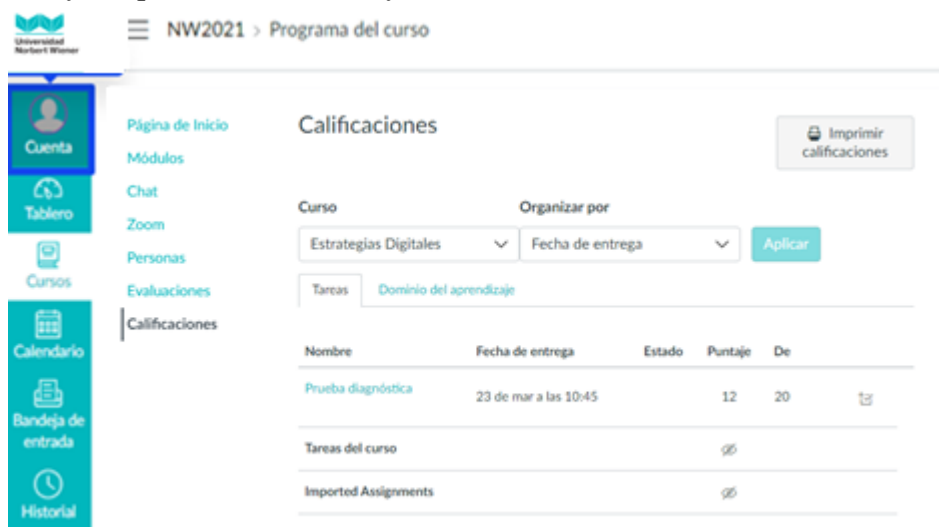 Universidad
Norbert Wiener
NW2021 > Programa del curso
Cuenta
Tablero
Cursos
Calendario
Bandeja de
entrada
Historial
Página de Inicio
Módulos
Chat
Zoom
Personas
Evaluaciones
Calificaciones
Calificaciones
Imprimir
calificaciones
Curso Organizar por
Estrategias Digitales Fecha de entrega Aplicar
Tareas Dominio del aprendizaje
Nombre Fecha de entrega Estado Puntaje De
Prueba diagnóstica 23 de mar a las 10:45 12 20
Tareas del curso
Imported Assignments